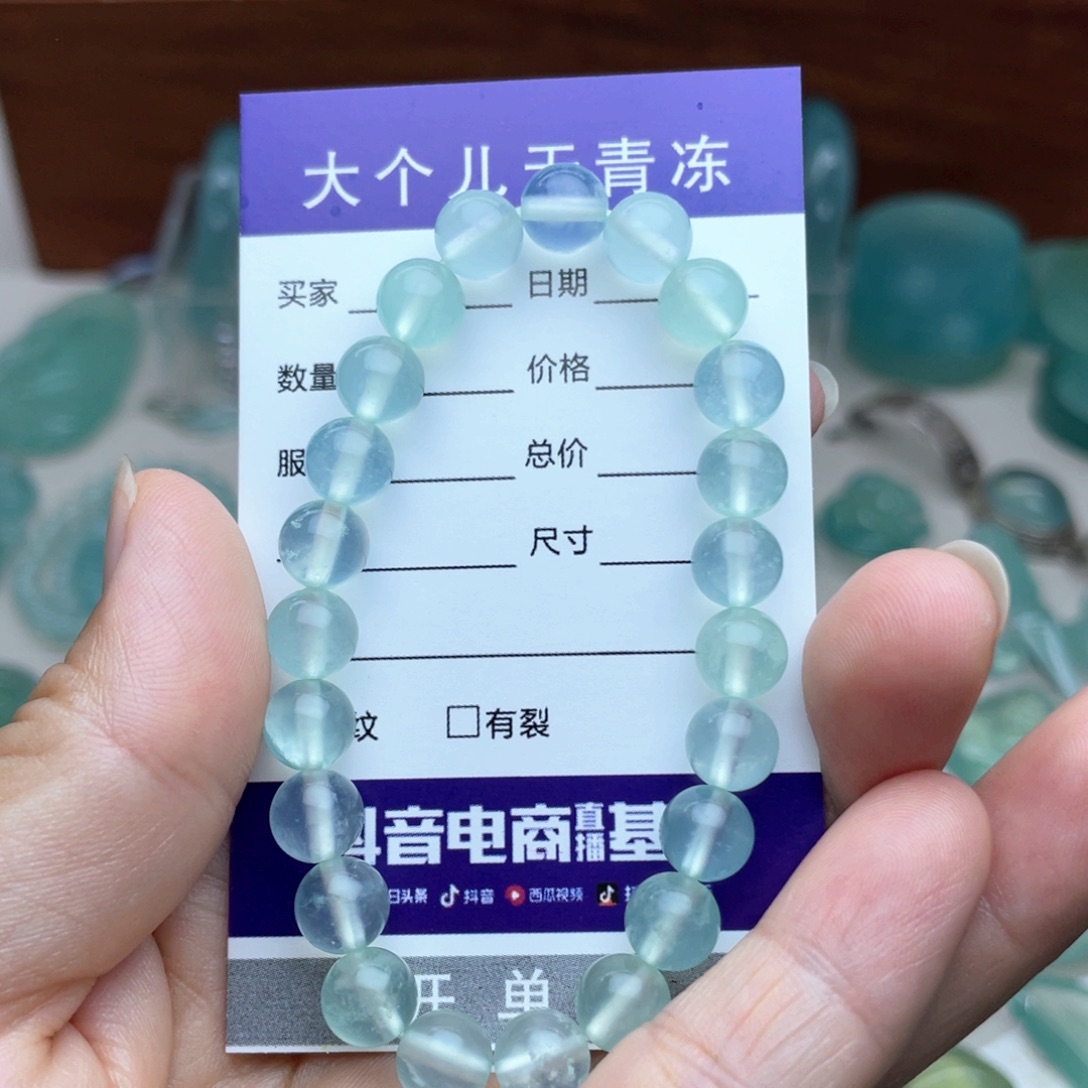 大个儿天青冻
买家 日期
数量 价格
服 总价
尺寸
纹 □有裂
抖音电商直播基
日头条 抖音 西瓜视频
开单